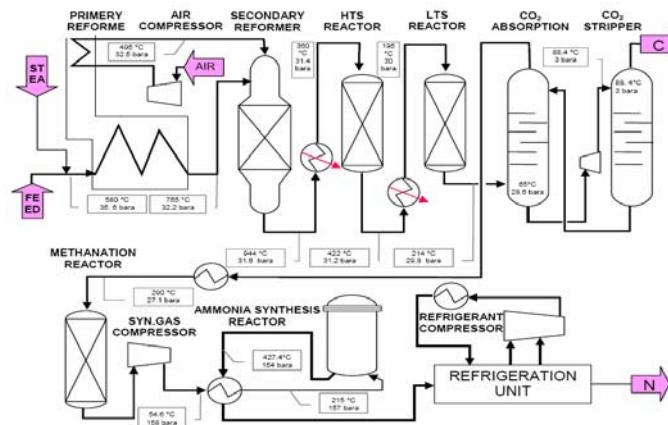 PRIMERY
REFORME
AIR
COMPRESSOR
SECONDARY
REFORMER
HTS
REACTOR
LTS
REACTOR
CO2
ABSORPTION
CO2
STRIPPER
495 °C
32.5 bara
ST
EA
AIR
360
°C
31.4
bara
195
°C
30
bara
88.4 °C
3 bara
C
88.4°C
3 bara
65°C
28.5 bara
FE
ED
580 °C
35.5 bara
785 °C
32.2 bara
944 °C
31.8 bara
422 °C
31.2 bara
214 °C
29.8 bara
METHANATION
REACTOR
290 °C
27.1 bara
SYN.GAS
COMPRESSOR
AMMONIA SYNTHESIS
REACTOR
427.4°C
154 bara
REFRIGERANT
COMPRESSOR
REFRIGERATION
UNIT
N
215 °C
157 bara
54.6 °C
159 bara